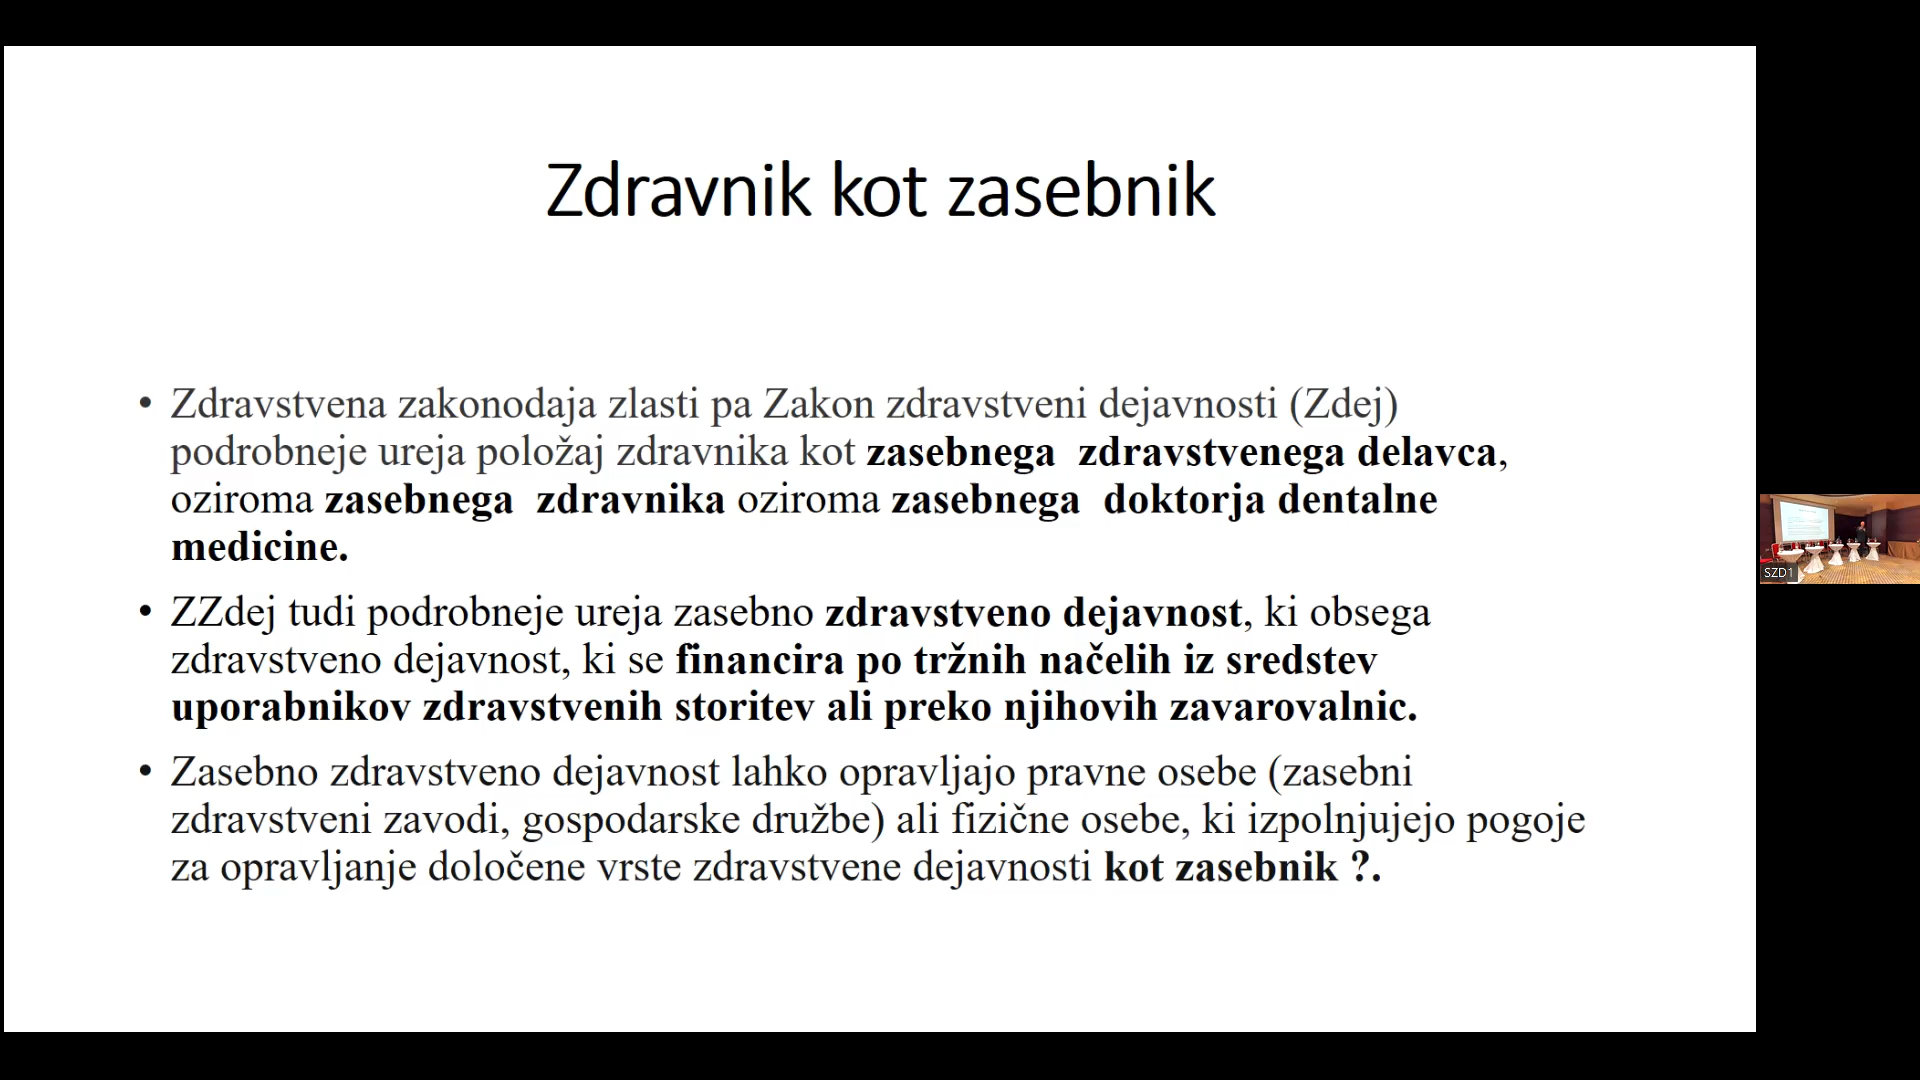 Zdravnik kot zasebnik
• Zdravstvena zakonodaja zlasti pa Zakon zdravstveni dejavnosti (Zdej)
podrobneje ureja položaj zdravnika kot zasebnega zdravstvenega delavca,
oziroma zasebnega zdravnika oziroma zasebnega doktorja dentalne
medicine.
• ZZdej tudi podrobneje ureja zasebno zdravstveno dejavnost, ki obsega
zdravstveno dejavnost, ki se financira po tržnih načelih iz sredstev
uporabnikov zdravstvenih storitev ali preko njihovih zavarovalnic.
• Zasebno zdravstveno dejavnost lahko opravljajo pravne osebe (zasebni
zdravstveni zavodi, gospodarske družbe) ali fizične osebe, ki izpolnjujejo pogoje
za opravljanje določene vrste zdravstvene dejavnosti kot zasebnik ?.
SZD1